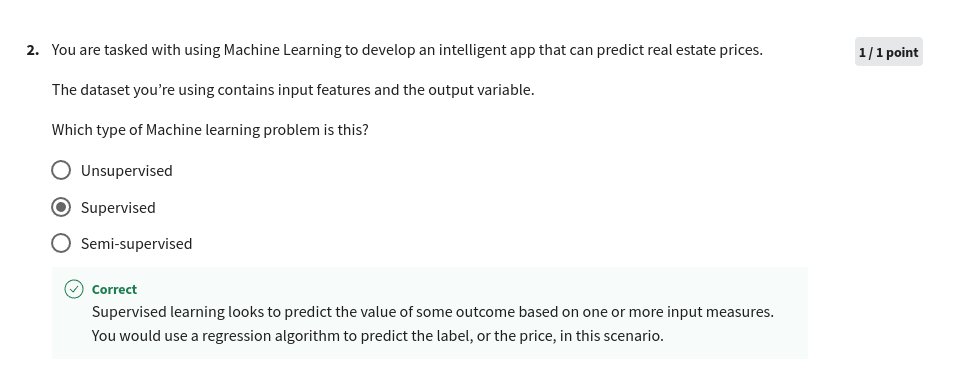 2. You are tasked with using Machine Learning to develop an intelligent app that can predict real estate prices.
1 / 1 point
The dataset you’re using contains input features and the output variable.
Which type of Machine learning problem is this?
Unsupervised
Supervised
Semi-supervised
Correct
Supervised learning looks to predict the value of some outcome based on one or more input measures.
You would use a regression algorithm to predict the label, or the price, in this scenario.